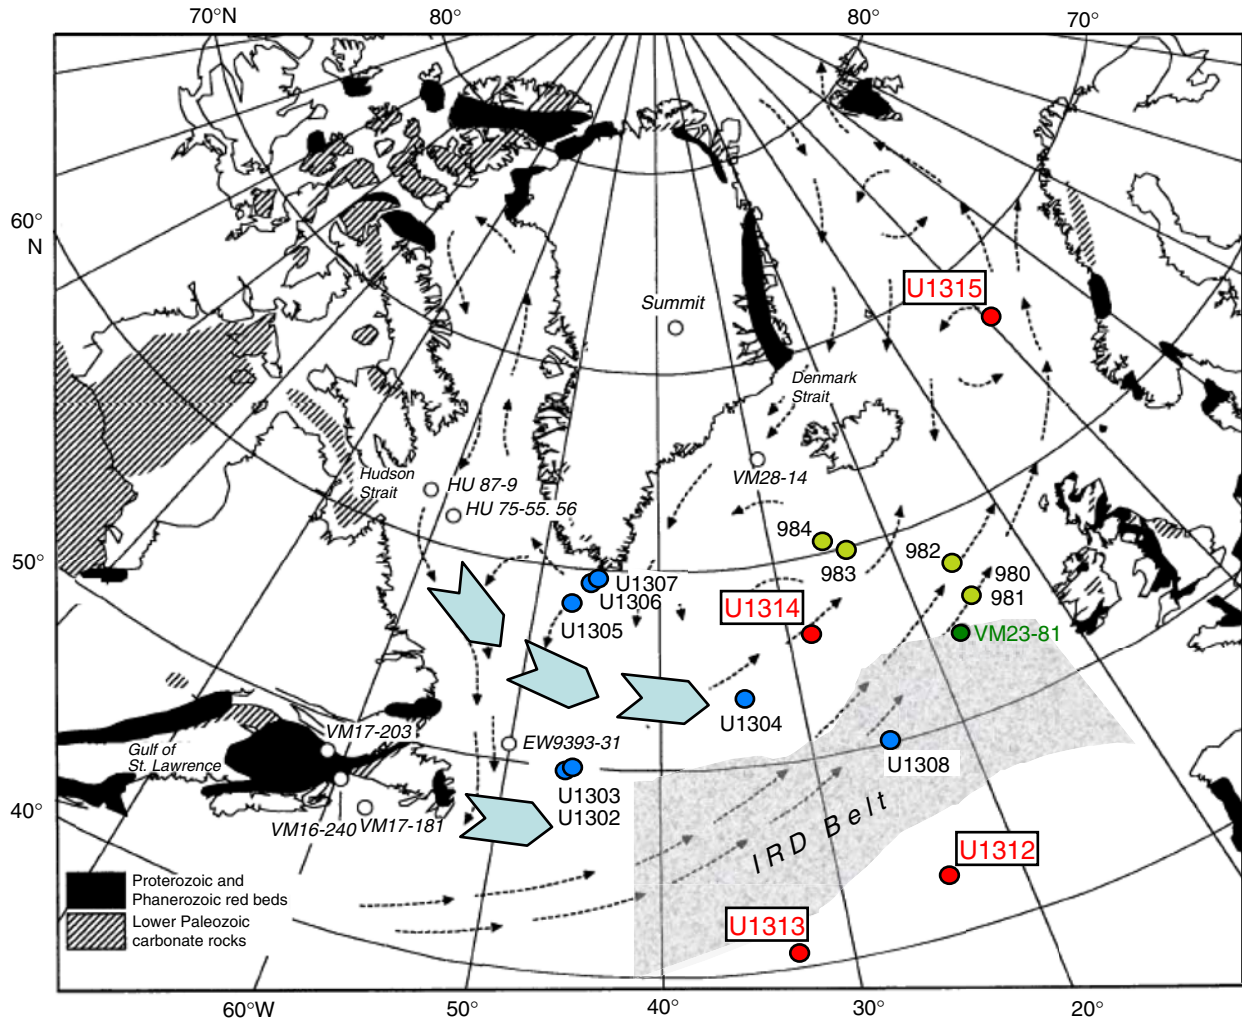 70°N
80°
80°
70°
60°
N
U1315
Summit
Denmark
Strait
Hudson
Strait
HU 87-9
HU 75-55. 56
VM28-14
984
983
982
980
981
50°
U1307
U1306
U1305
U1314
VM23-81
U1304
VM17-203
Gulf of
St. Lawrence
EW9393-31
U1308
U1303
U1302
40°
VM16-240
VM17-181
IRD Belt
U1312
Proterozoic and
Phanerozoic red beds
Lower Paleozoic
carbonate rocks
U1313
60°W
50°
40°
30°
20°